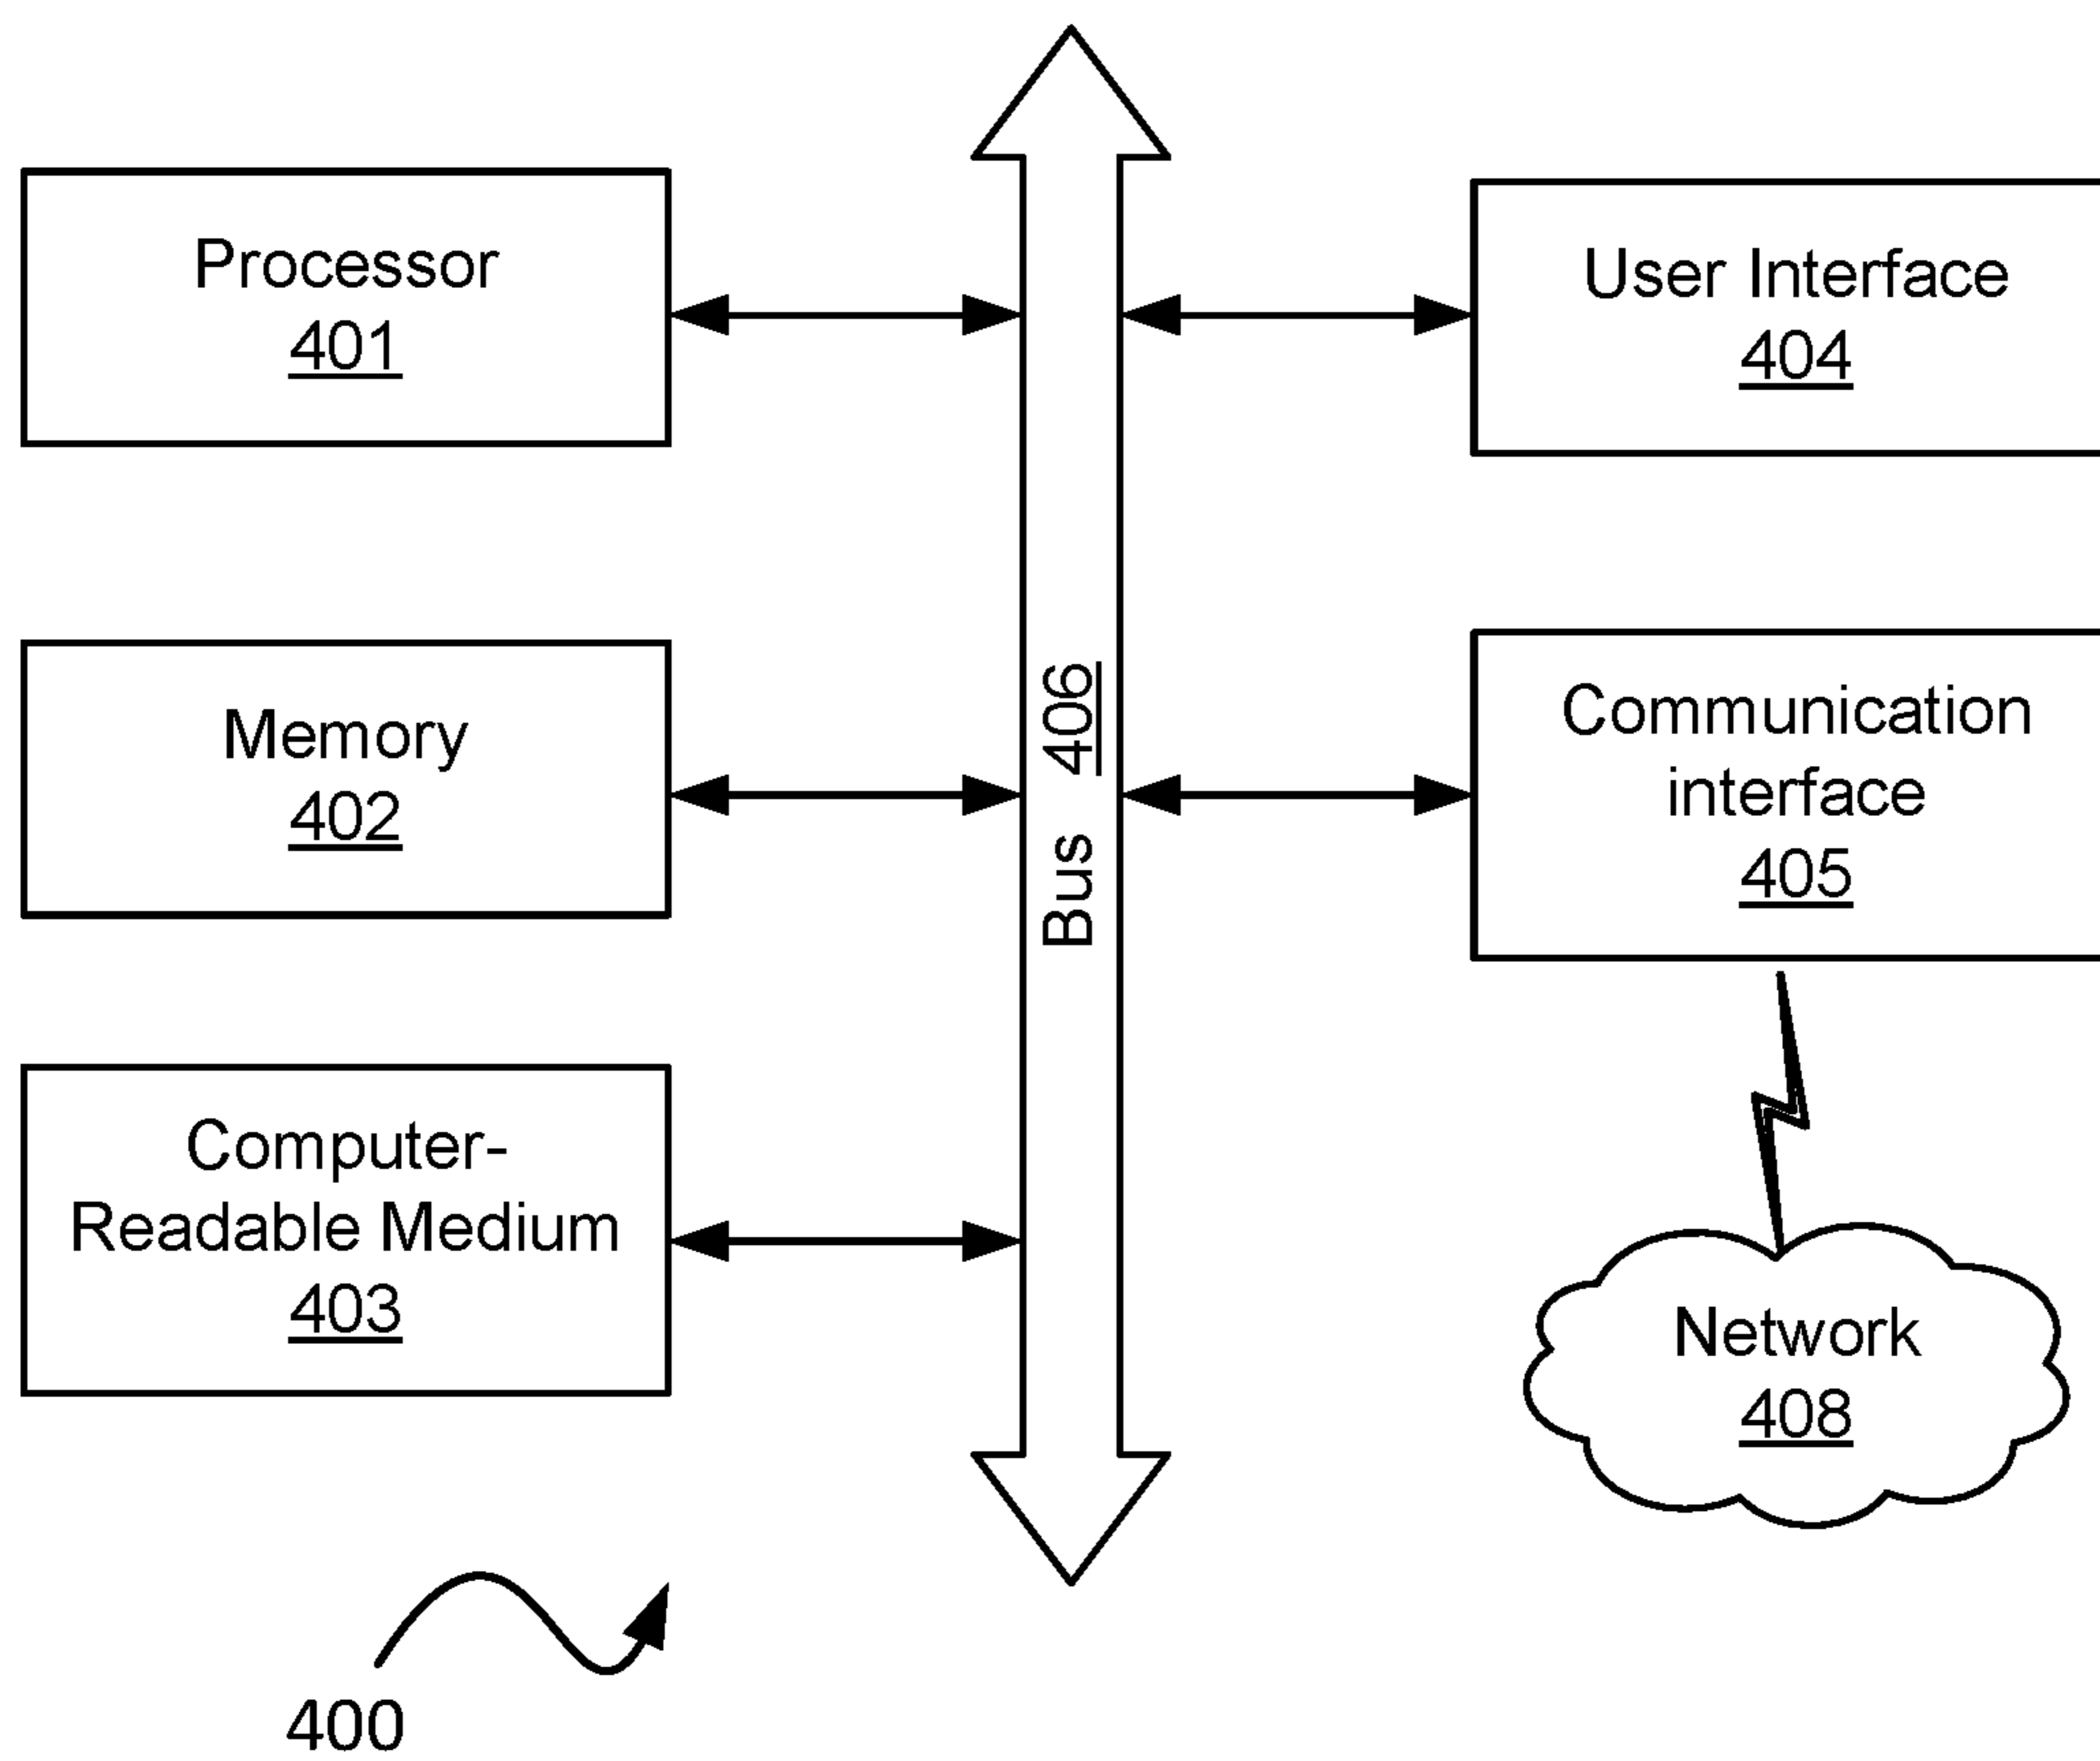 Processor
401
Memory
402
Computer-
Readable Medium
403
Bus 406
User Interface
404
Communication
interface
405
Network
408
400